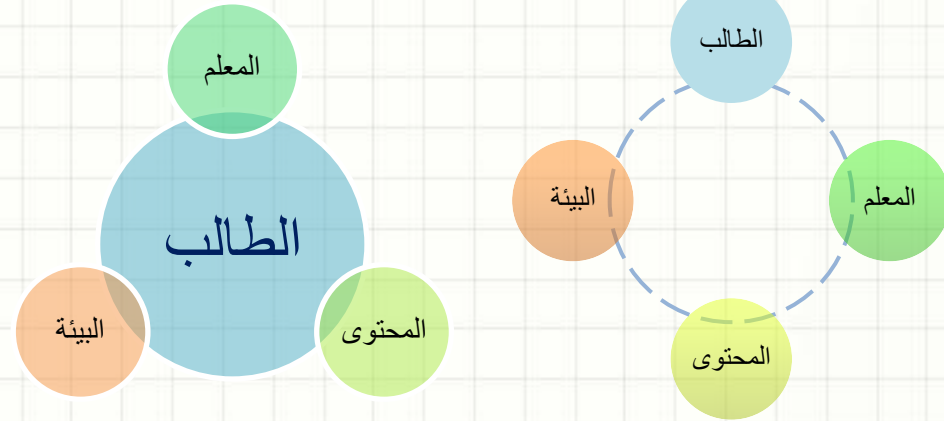 الطالب
المعلم
المحتوى
البيئة
المعلم
الطالب
المحتوى
البيئة